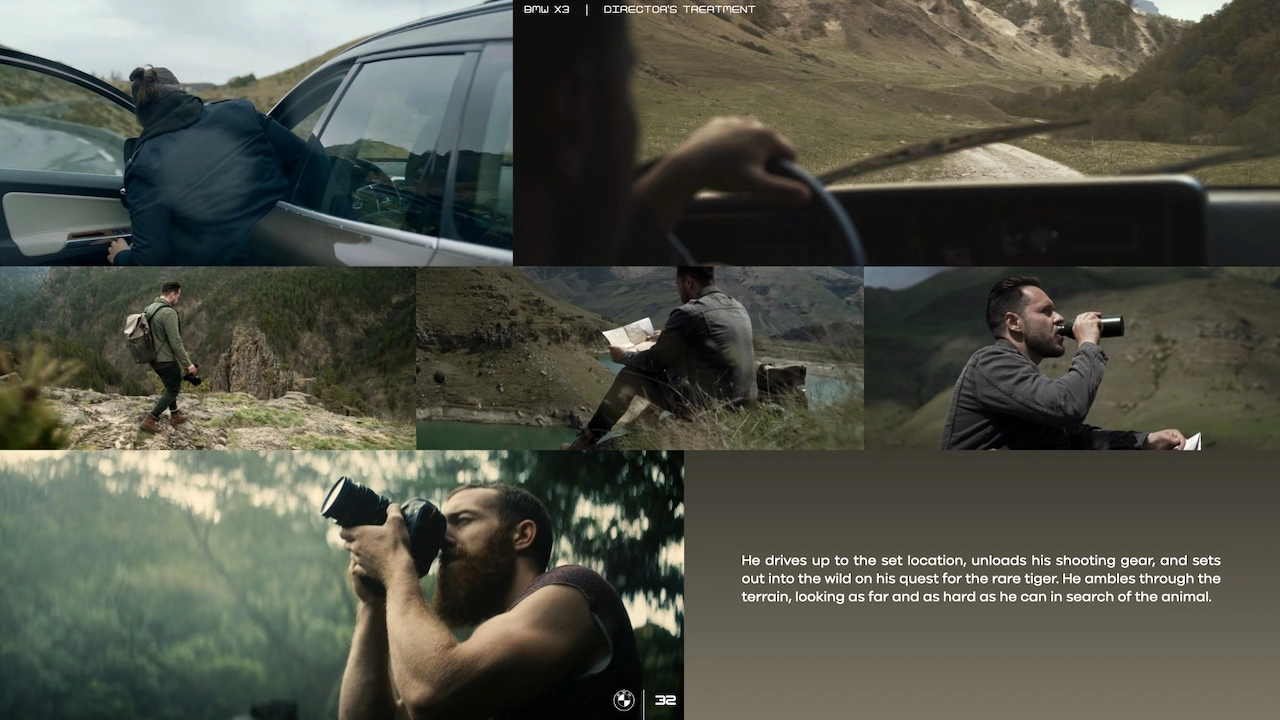 BMW X3 | DIRECTOR'S TREATMENT
He drives up to the set location, unloads his shooting gear, and sets
out into the wild on his quest for the rare tiger. He ambles through the
terrain, looking as far and as hard as he can in search of the animal.
32